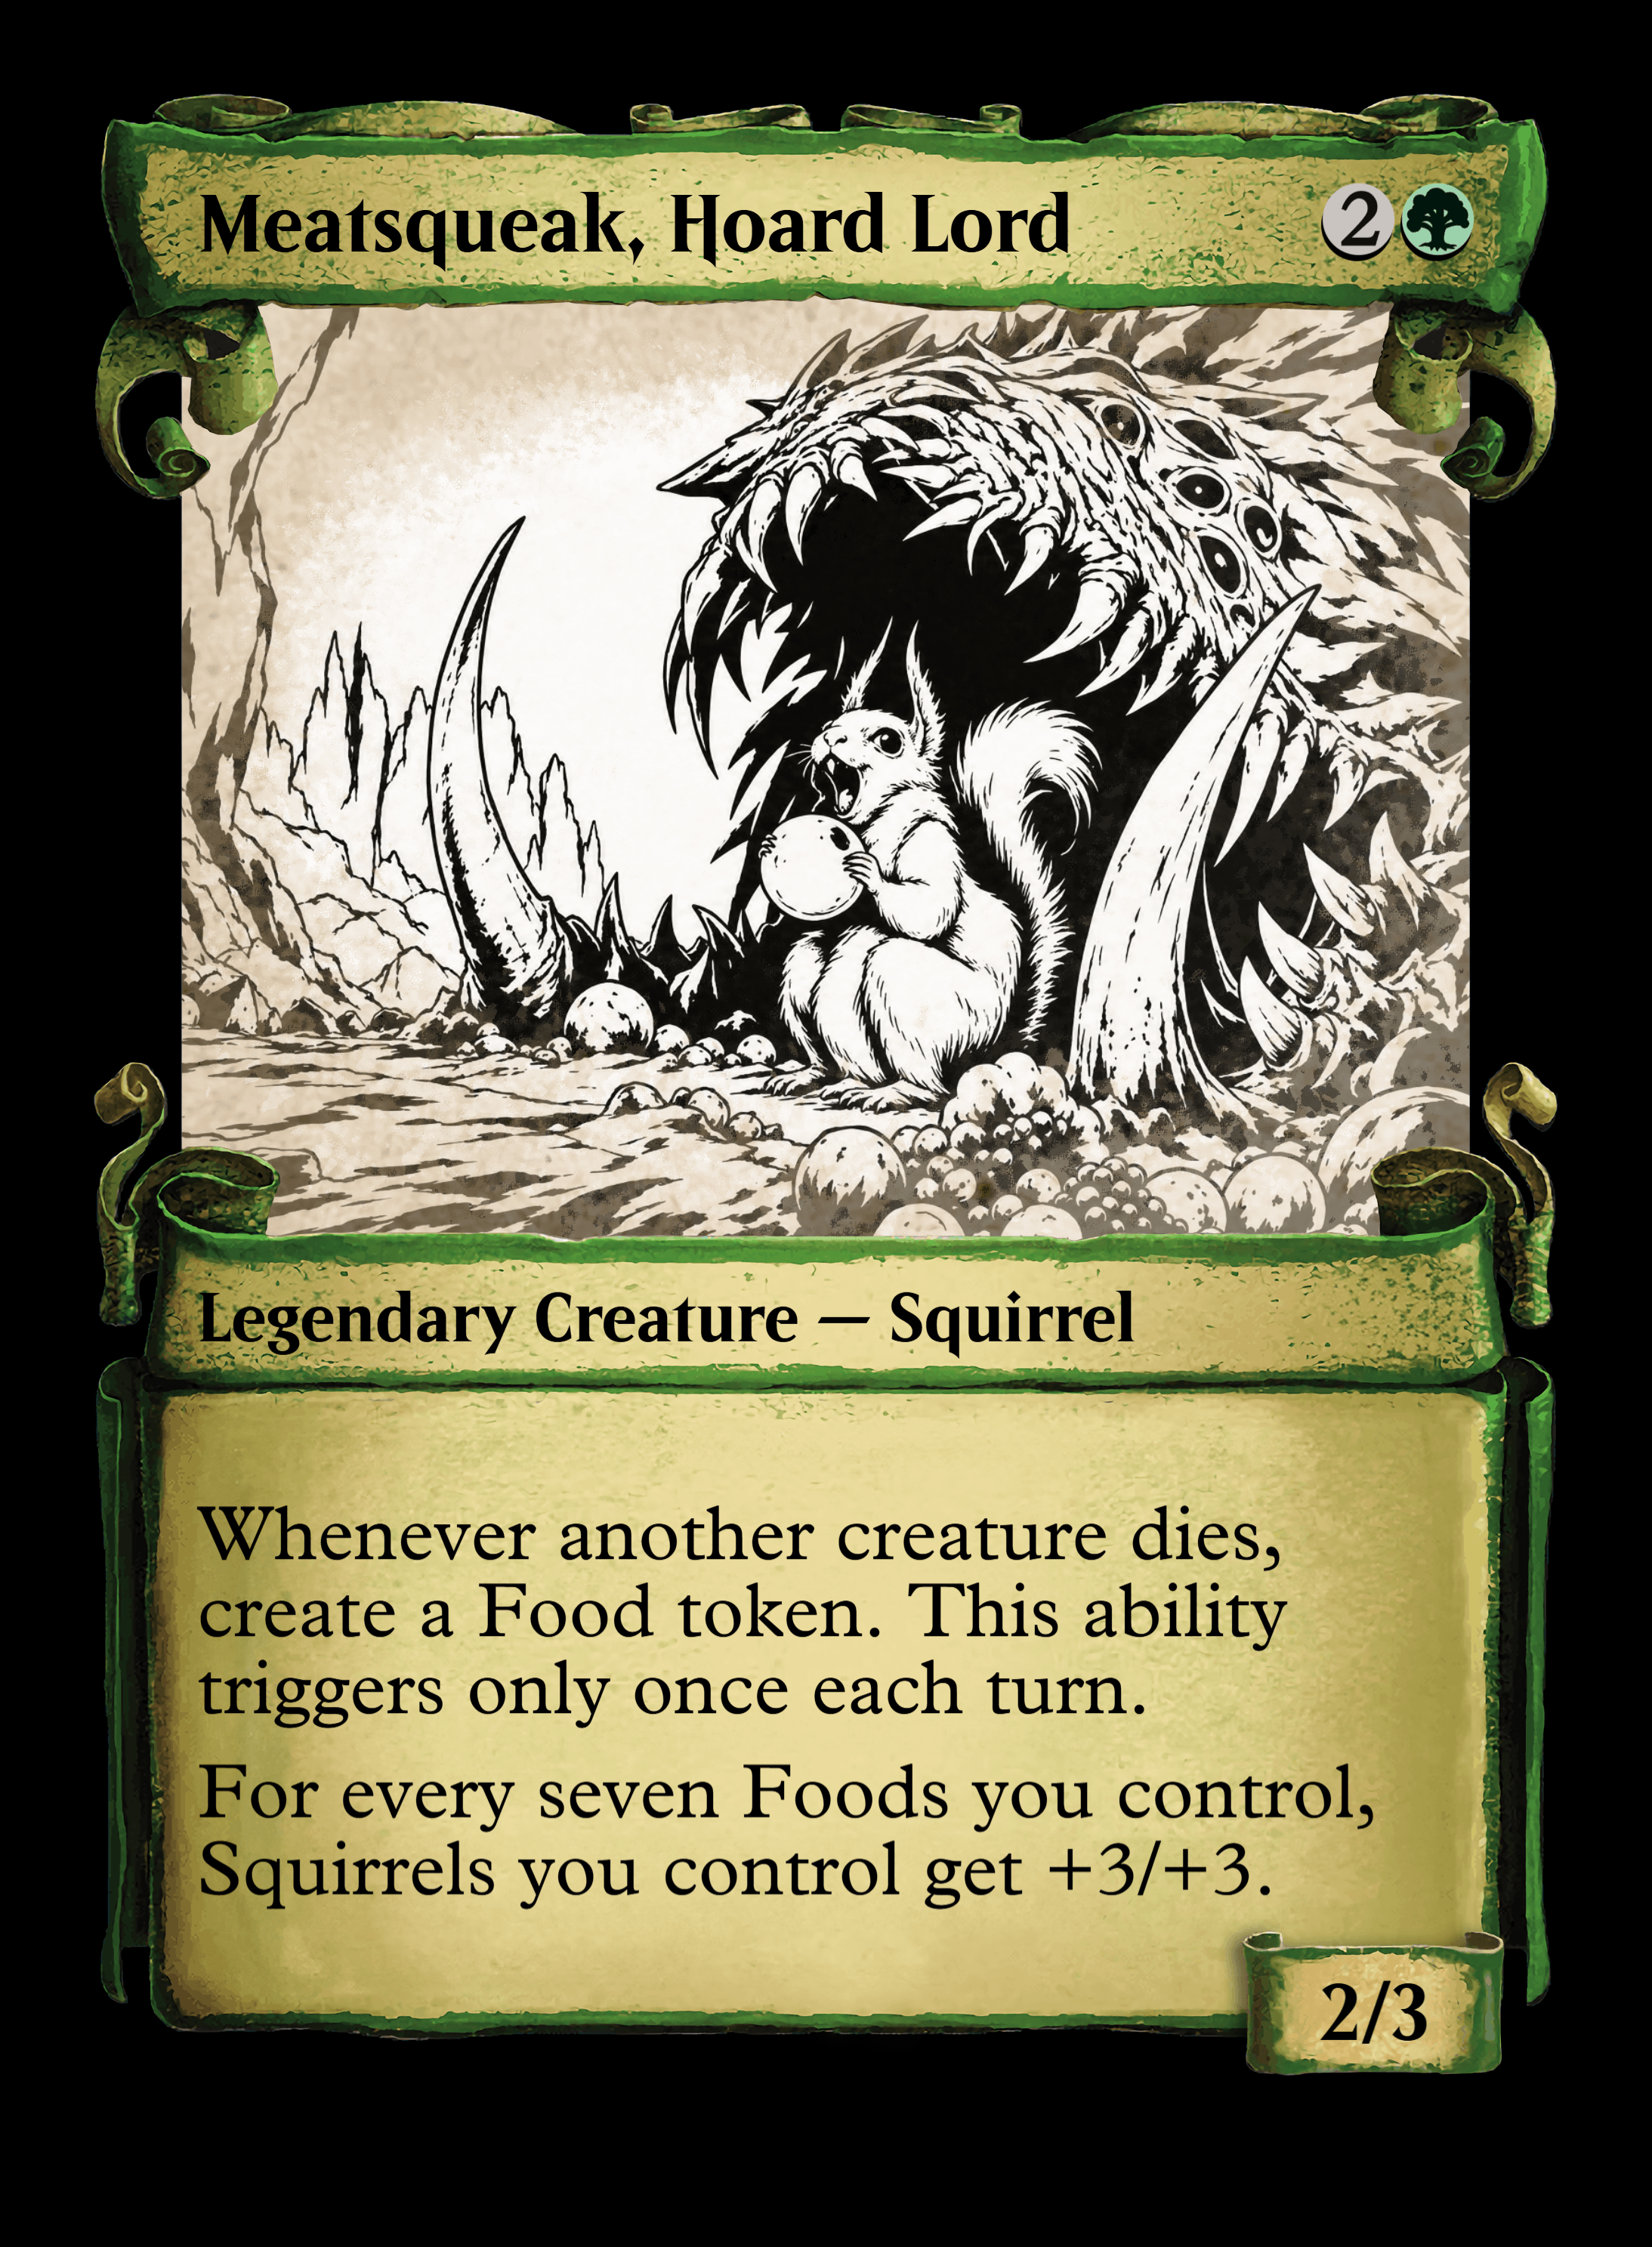 Meatsqueak, Hoard Lord 2
Legendary Creature — Squirrel
Whenever another creature dies,
create a Food token. This ability
triggers only once each turn.
For every seven Foods you control,
Squirrels you control get +3/+3.
2/3